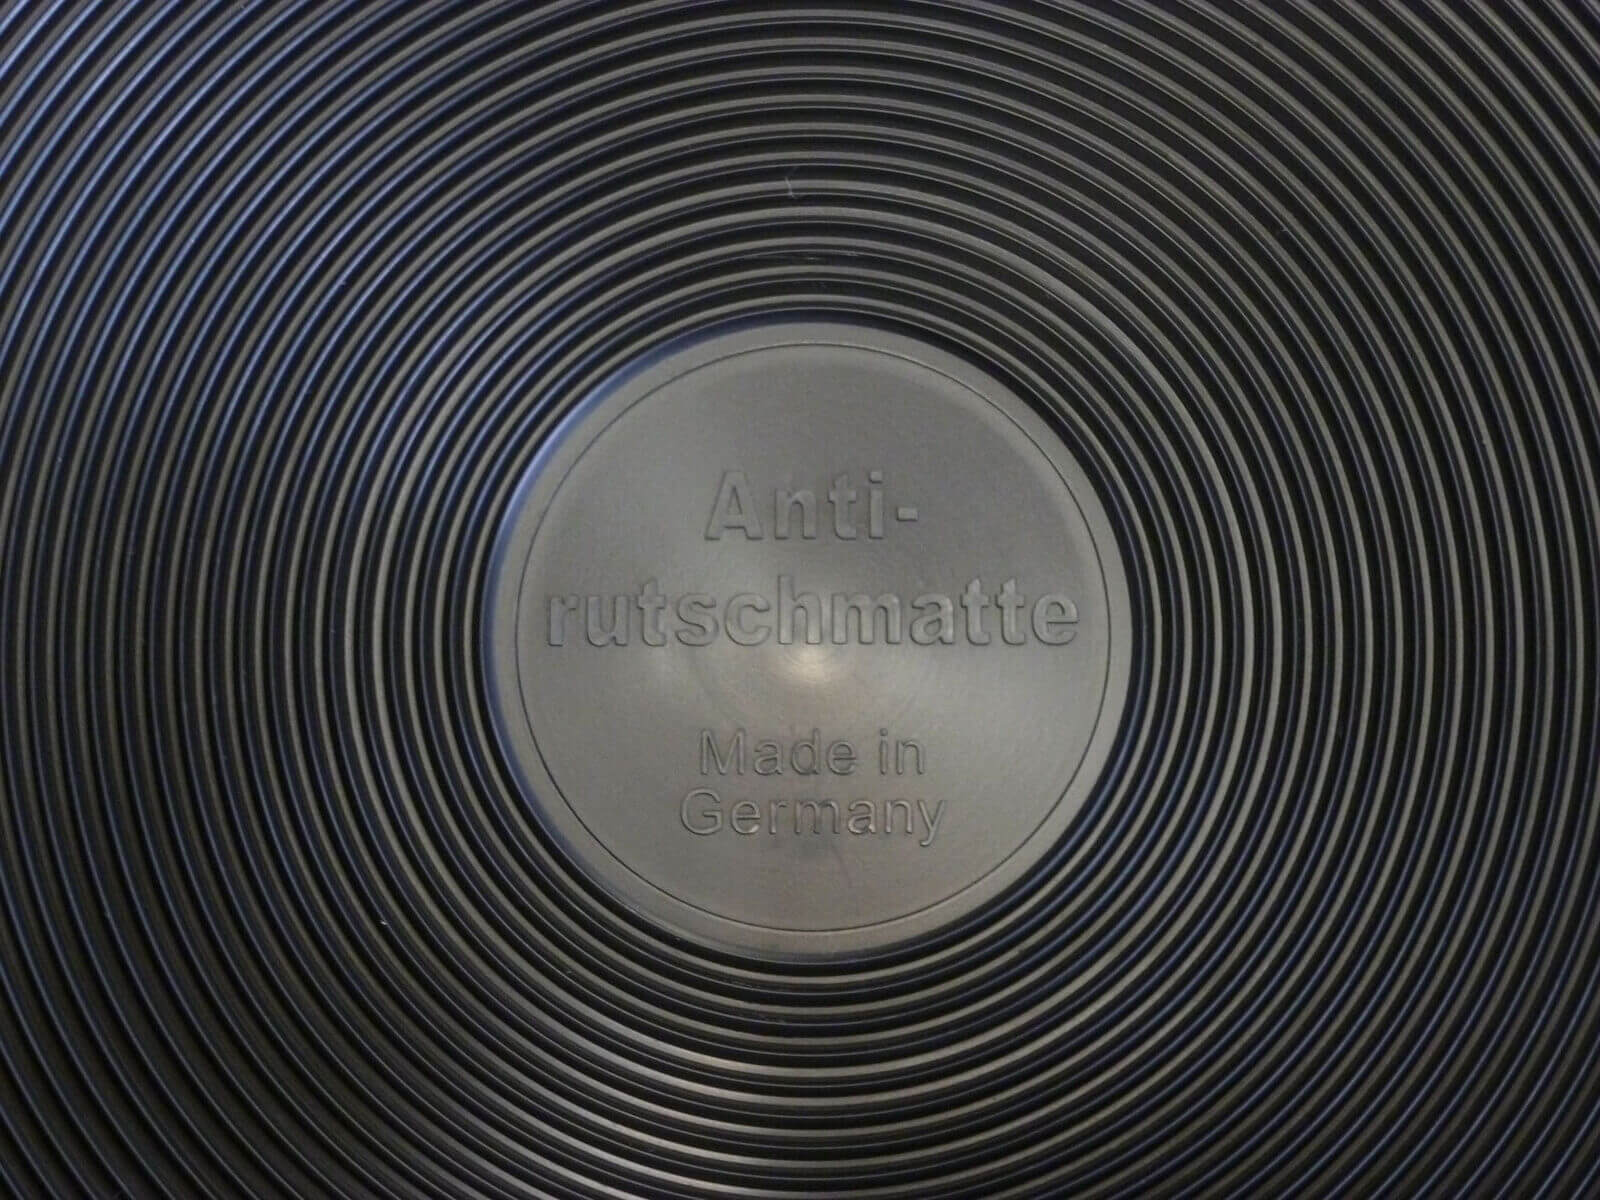 Anti-
rutschmatte
Made in
Germany